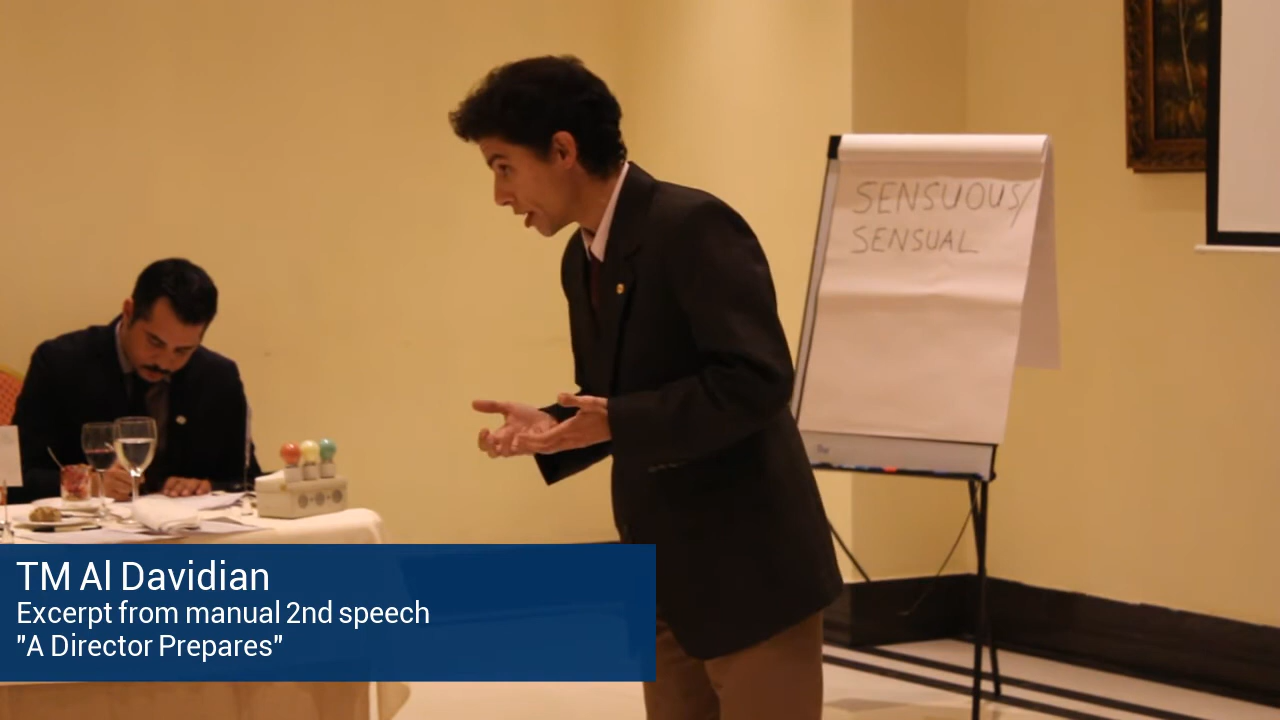 SENSUOUS/
SENSUAL
TM Al Davidian
Excerpt from manual 2nd speech
"A Director Prepares"